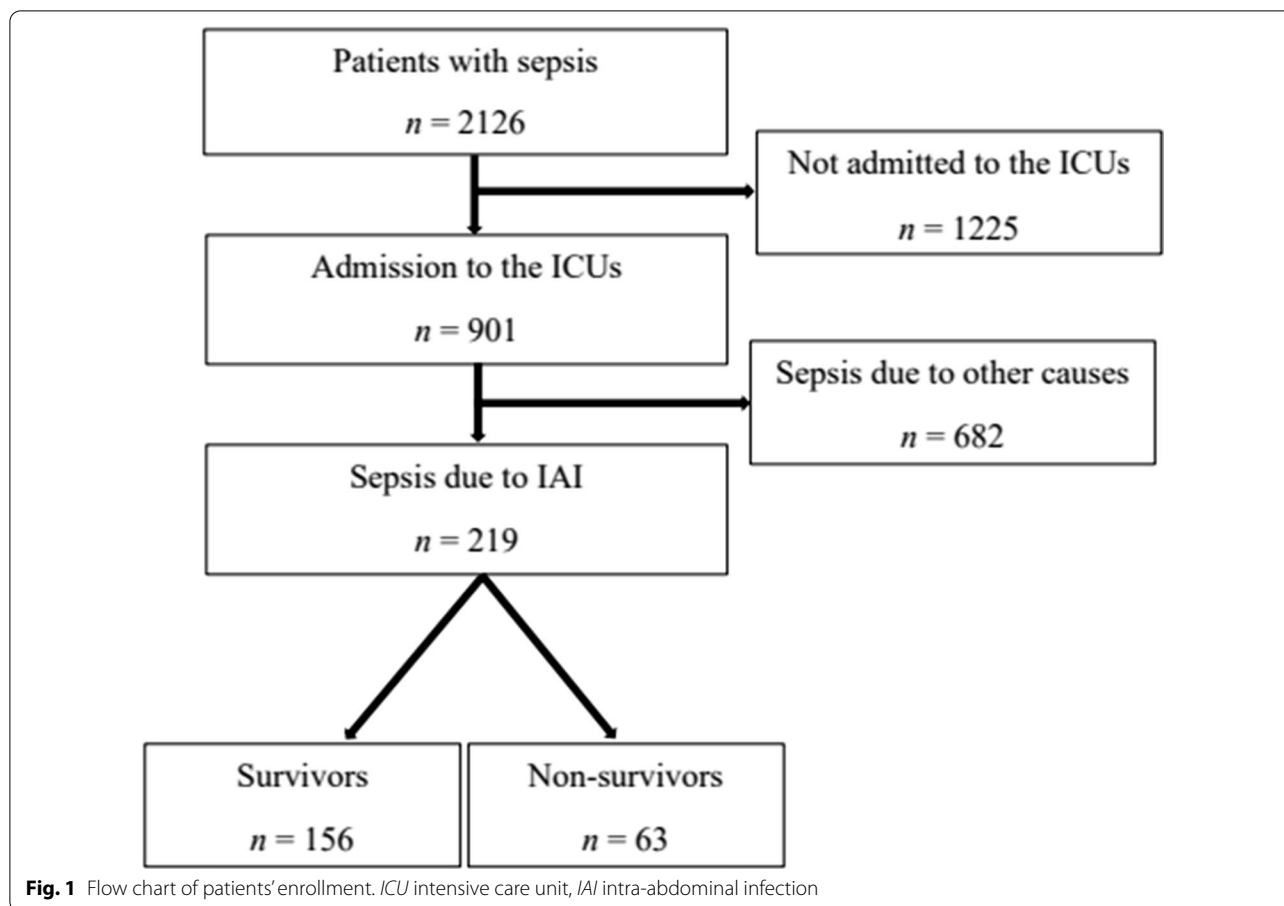 Patients with sepsis
n = 2126
Not admitted to the ICUs
n = 1225
Admission to the ICUs
n = 901
Sepsis due to other causes
n = 682
Sepsis due to IAI
n = 219
Survivors
n = 156
Non-survivors
n = 63
Fig. 1 Flow chart of patients’ enrollment. ICU intensive care unit, IAI intra-abdominal infection